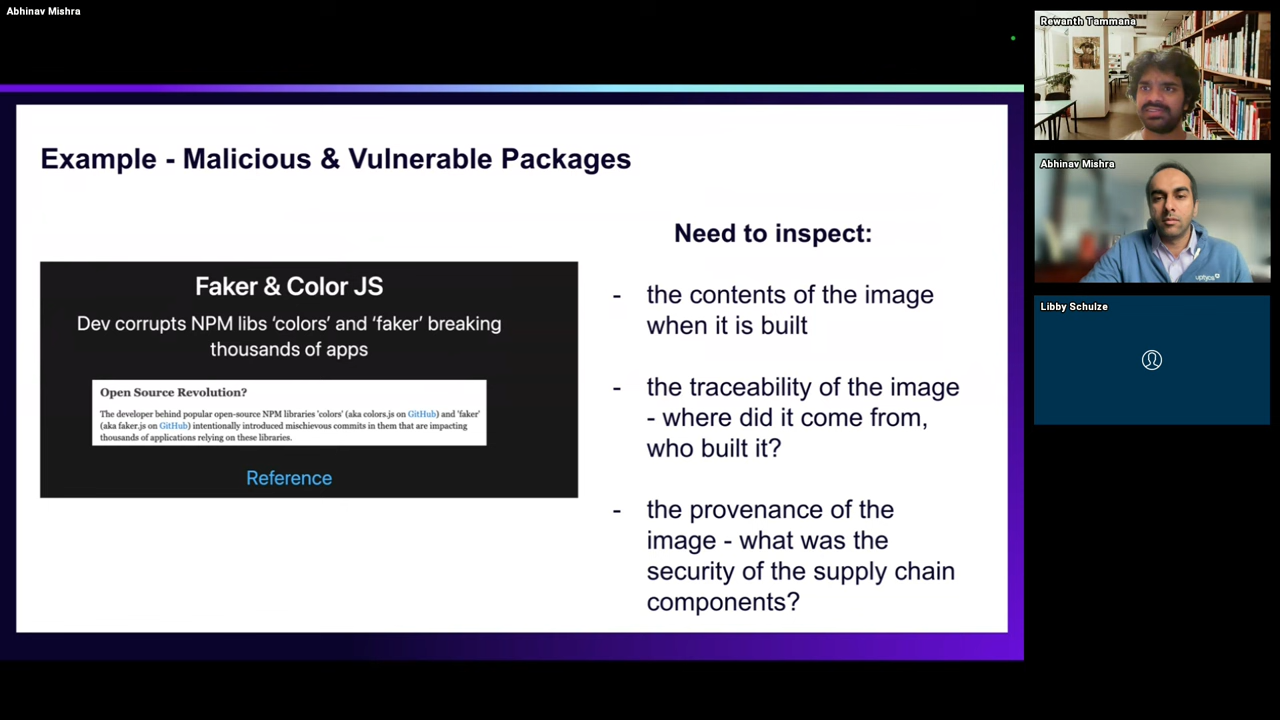 Abhinav Mishra
Example - Malicious & Vulnerable Packages
Faker & Color JS
Dev corrupts NPM libs ‘colors’ and ‘faker’ breaking
thousands of apps
Open Source Revolution?
The developer behind popular open-source NPM libraries 'colors' (aka colors.js on GitHub) and 'faker'
(aka faker.js on GitHub) intentionally introduced mischievous commits in them that are impacting
thousands of applications relying on these libraries.
Reference
Need to inspect:
- the contents of the image
when it is built
- the traceability of the image
- where did it come from,
who built it?
- the provenance of the
image - what was the
security of the supply chain
components?
Rewanth Tammana
Abhinav Mishra
uptycs
Libby Schulze